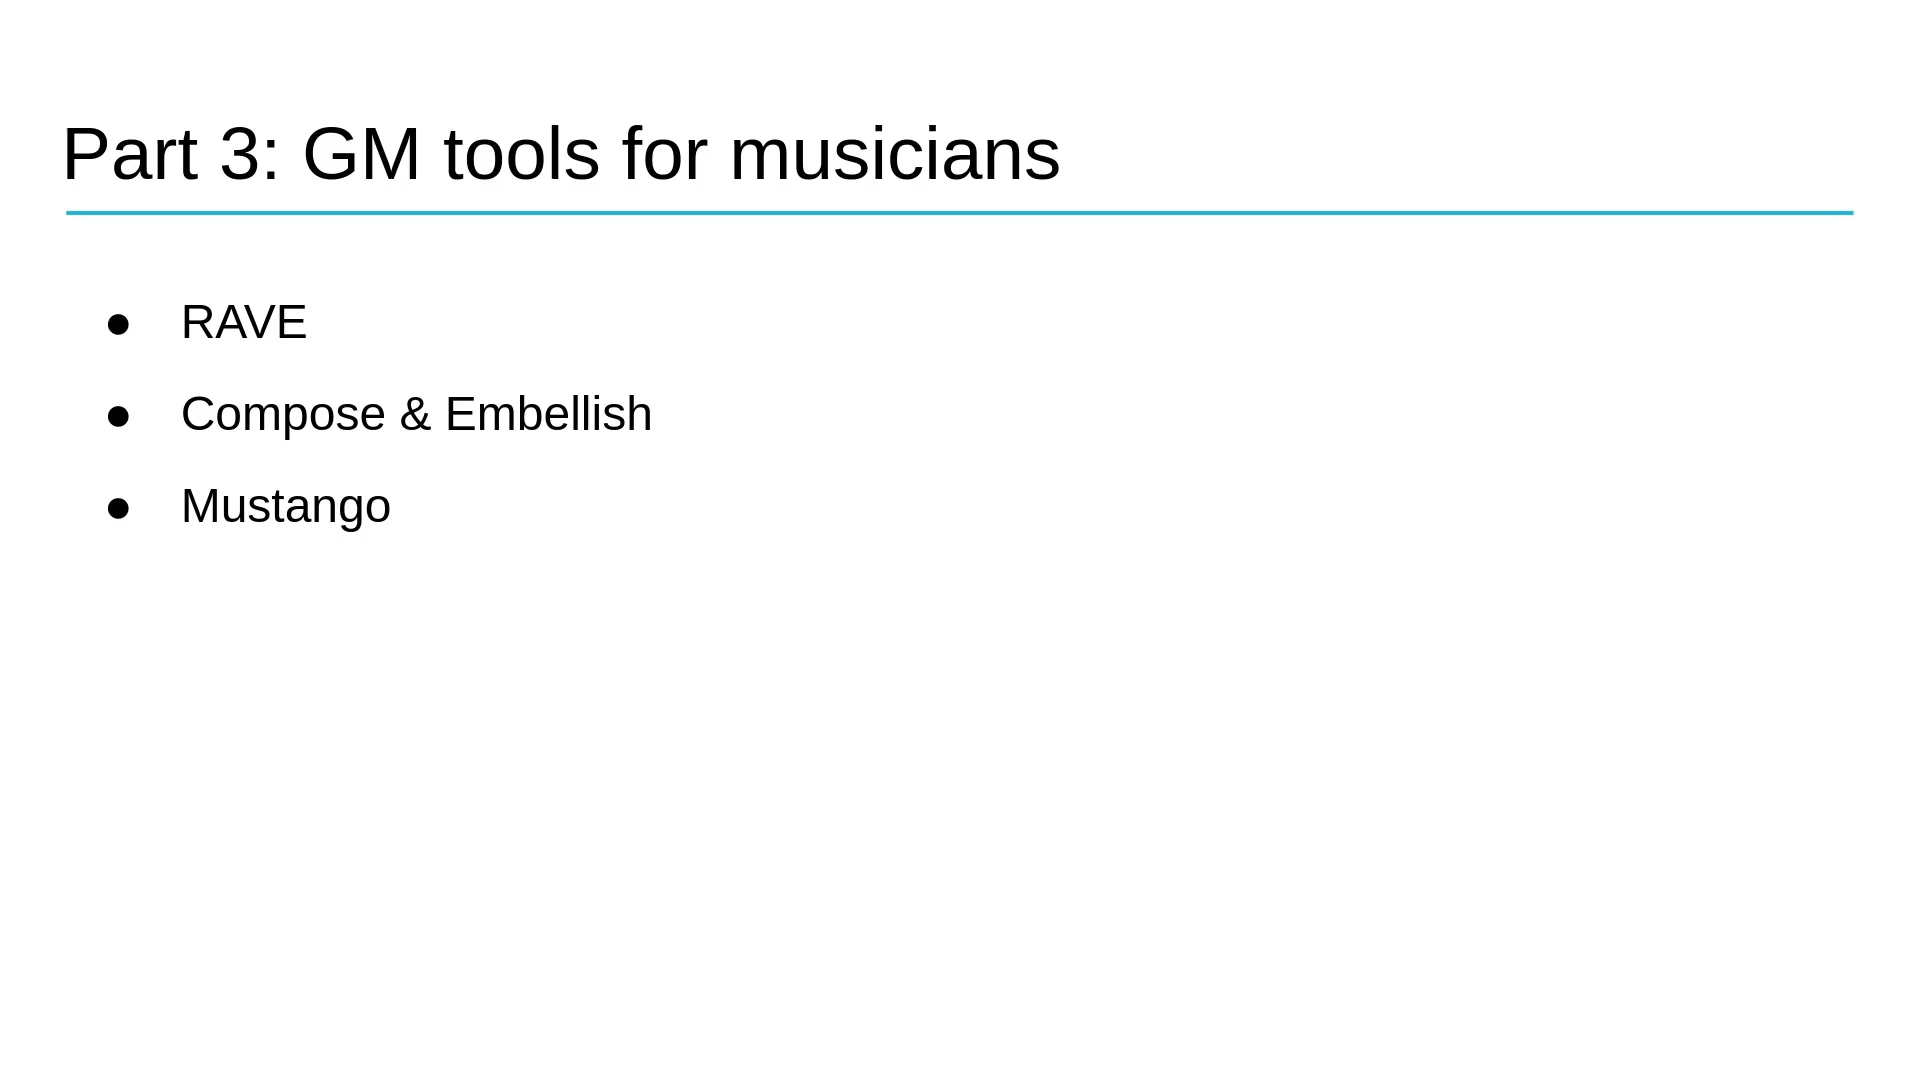 Part 3: GM tools for musicians
● RAVE
● Compose & Embellish
● Mustango